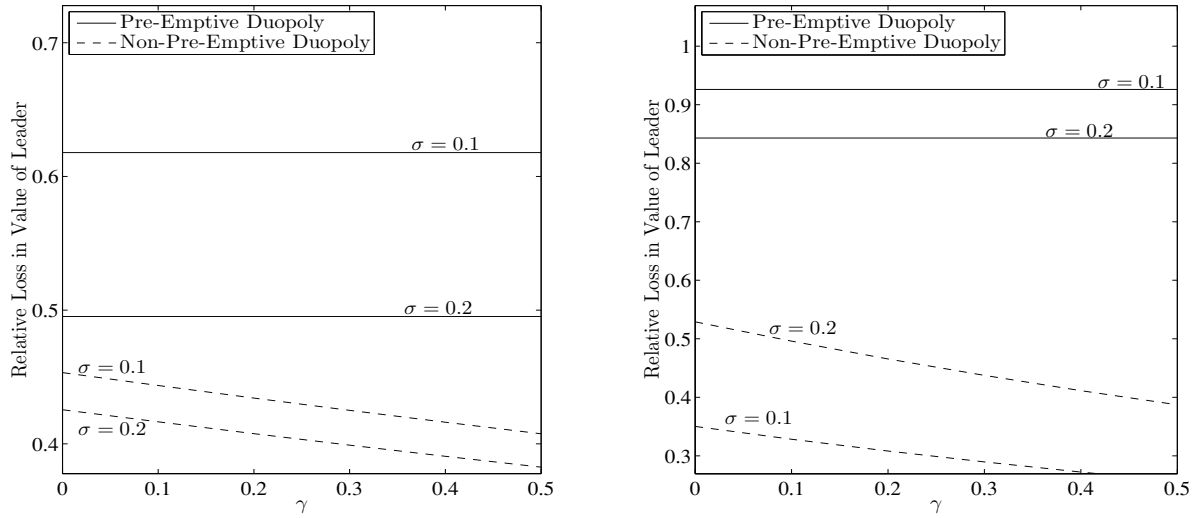 Pre-Emptive Duopoly
Non-Pre-Emptive Duopoly
Relative Loss in Value of Leader
0.7
0.6
0.5
0.4
σ = 0.1
σ = 0.2
σ = 0.1
σ = 0.2
0
0.1
0.2
0.3
0.4
0.5
γ
Pre-Emptive Duopoly
Non-Pre-Emptive Duopoly
Relative Loss in Value of Leader
1
0.9
0.8
0.7
0.6
0.5
0.4
0.3
σ = 0.1
σ = 0.2
σ = 0.2
σ = 0.1
0
0.1
0.2
0.3
0.4
0.5
γ